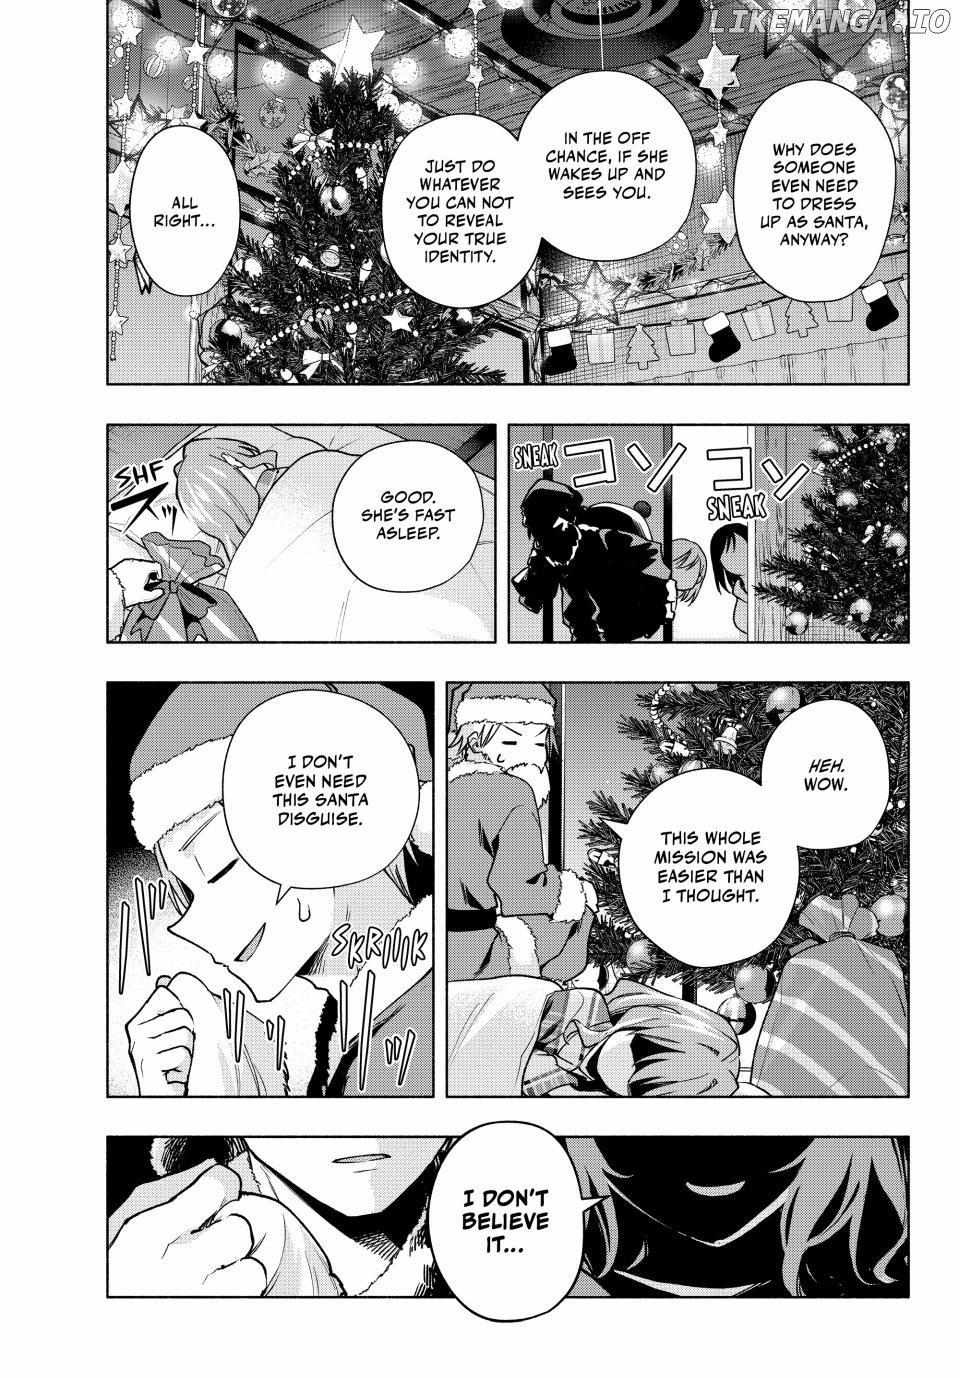 LIKEMANGA.IO
WHY DOES
SOMEONE
EVEN NEED
TO DRESS
UP AS SANTA,
ANYWAY?
IN THE OFF
CHANCE, IF SHE
WAKES UP AND
SEES YOU.
JUST DO
WHATEVER
YOU CAN NOT
TO REVEAL
YOUR TRUE
IDENTITY.
ALL
RIGHT...
SNEAK
コソ
コソ
SNEAK
GOOD.
SHE'S FAST
ASLEEP.
SHF
HEH.
WOW.
THIS WHOLE
MISSION WAS
EASIER THAN
I THOUGHT.
I DON'T
EVEN NEED
THIS SANTA
DISGUISE.
SKRIIIK
I DON'T
BELIEVE
IT...